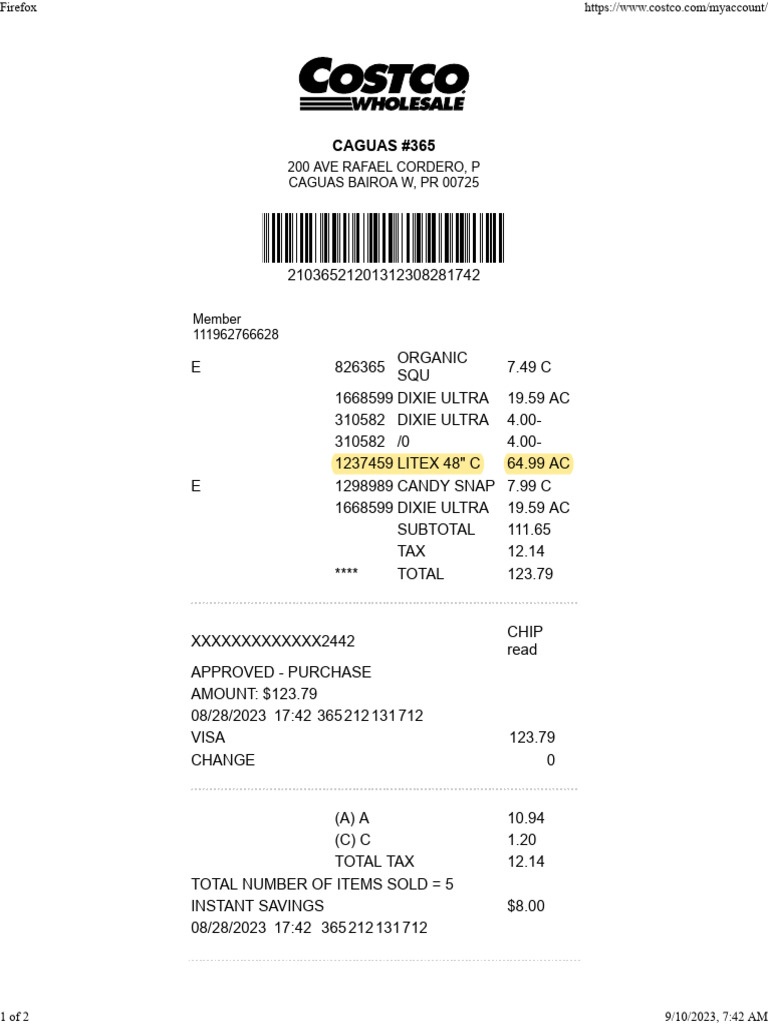 Firefox https://www.costco.com/myaccount/
COSTCO
WHOLESALE
CAGUAS #365
200 AVE RAFAEL CORDERO, P
CAGUAS BAIROA W, PR 00725
21036521201312308281742
Member
111962766628
E 826365 ORGANIC SQU 7.49 C
1668599 DIXIE ULTRA 19.59 AC
310582 DIXIE ULTRA 4.00-
310582 /0 4.00-
1237459 LITEX 48" C 64.99 AC
E 1298989 CANDY SNAP 7.99 C
1668599 DIXIE ULTRA 19.59 AC
SUBTOTAL 111.65
TAX 12.14
**** TOTAL 123.79
XXXXXXXXXXXXX2442 CHIP read
APPROVED - PURCHASE
AMOUNT: $123.79
08/28/2023 17:42 365 212 131 712
VISA 123.79
CHANGE 0
(A) A 10.94
(C) C 1.20
TOTAL TAX 12.14
TOTAL NUMBER OF ITEMS SOLD = 5
INSTANT SAVINGS $8.00
08/28/2023 17:42 365 212 131 712
1 of 2 9/10/2023, 7:42 AM